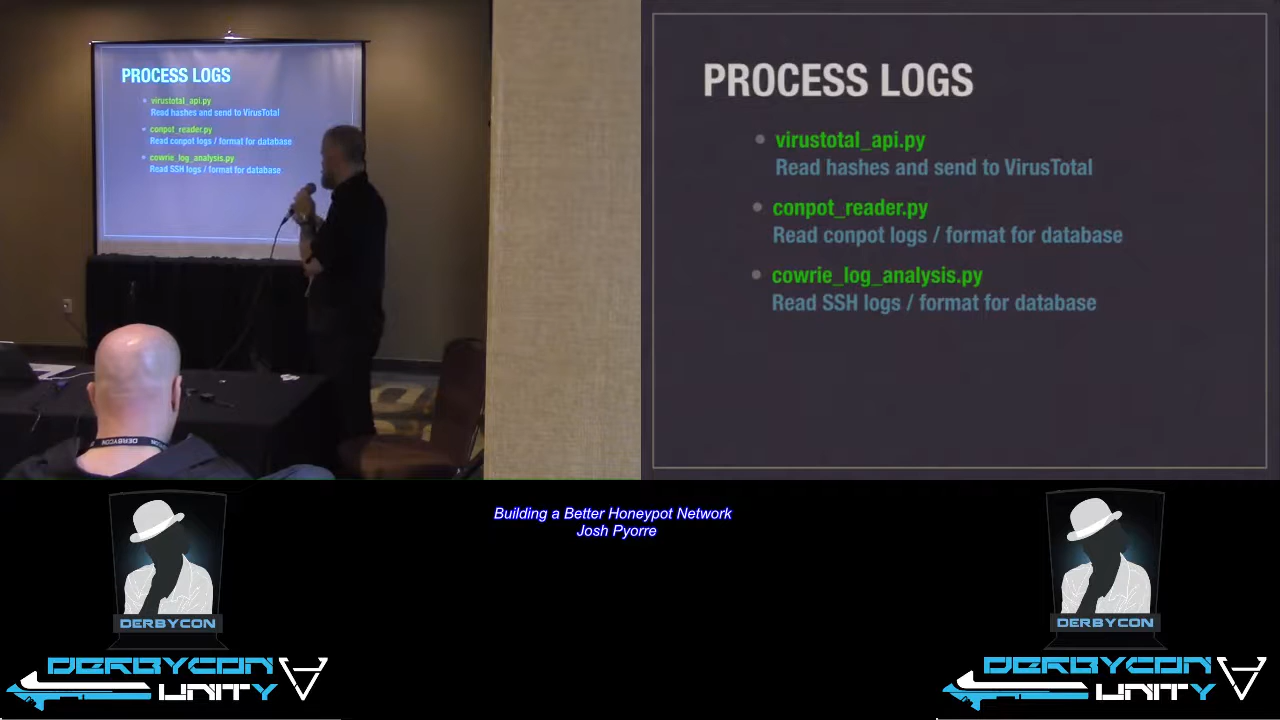 PROCESS LOGS
virustotal_api.py
Read hashes and send to VirusTotal
conpot_reader.py
Read conpot logs / format for database
cowrie_log_analysis.py
Read SSH logs / format for database
PROCESS LOGS
virustotal_api.py
Read hashes and send to VirusTotal
conpot_reader.py
Read conpot logs / format for database
cowrie_log_analysis.py
Read SSH logs / format for database
DERBYCON
Building a Better Honeypot Network
Josh Pyorre
DERBYCON
DERBYCON
UNITY
DERBYCON
DERBYCON
UNITY